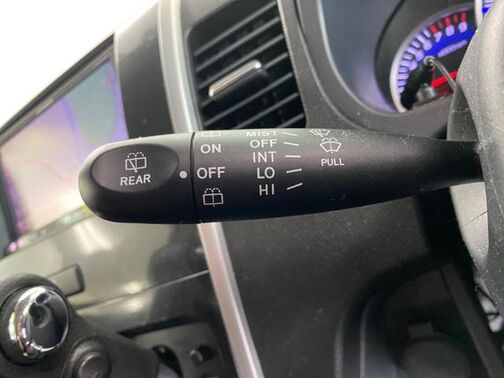 MIST
ON OFF
INT PULL
REAR OFF LO
HI